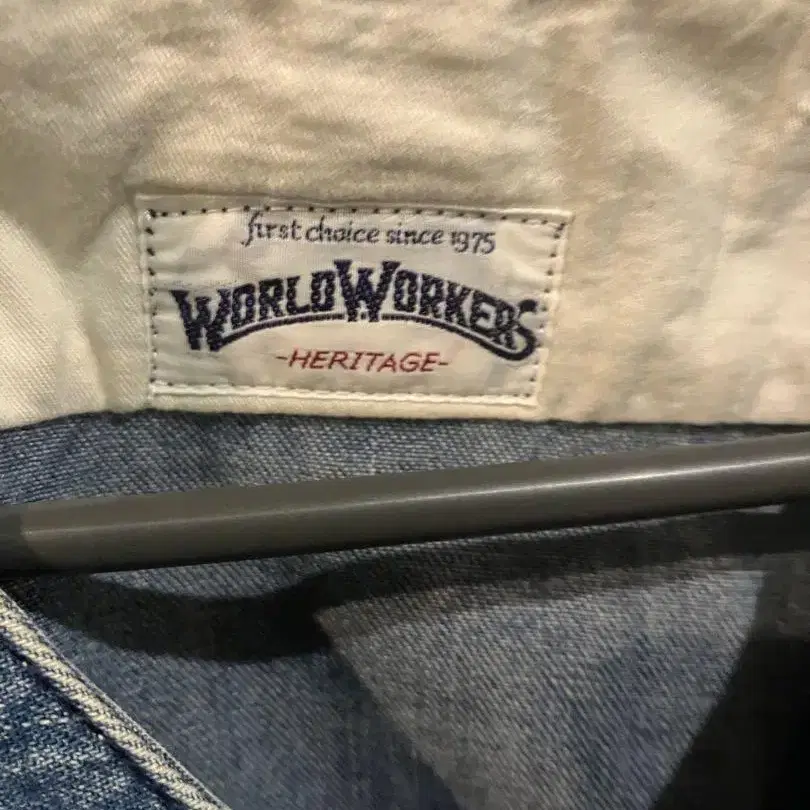 first choice since 1975
WORLD WORKERS
-HERITAGE-